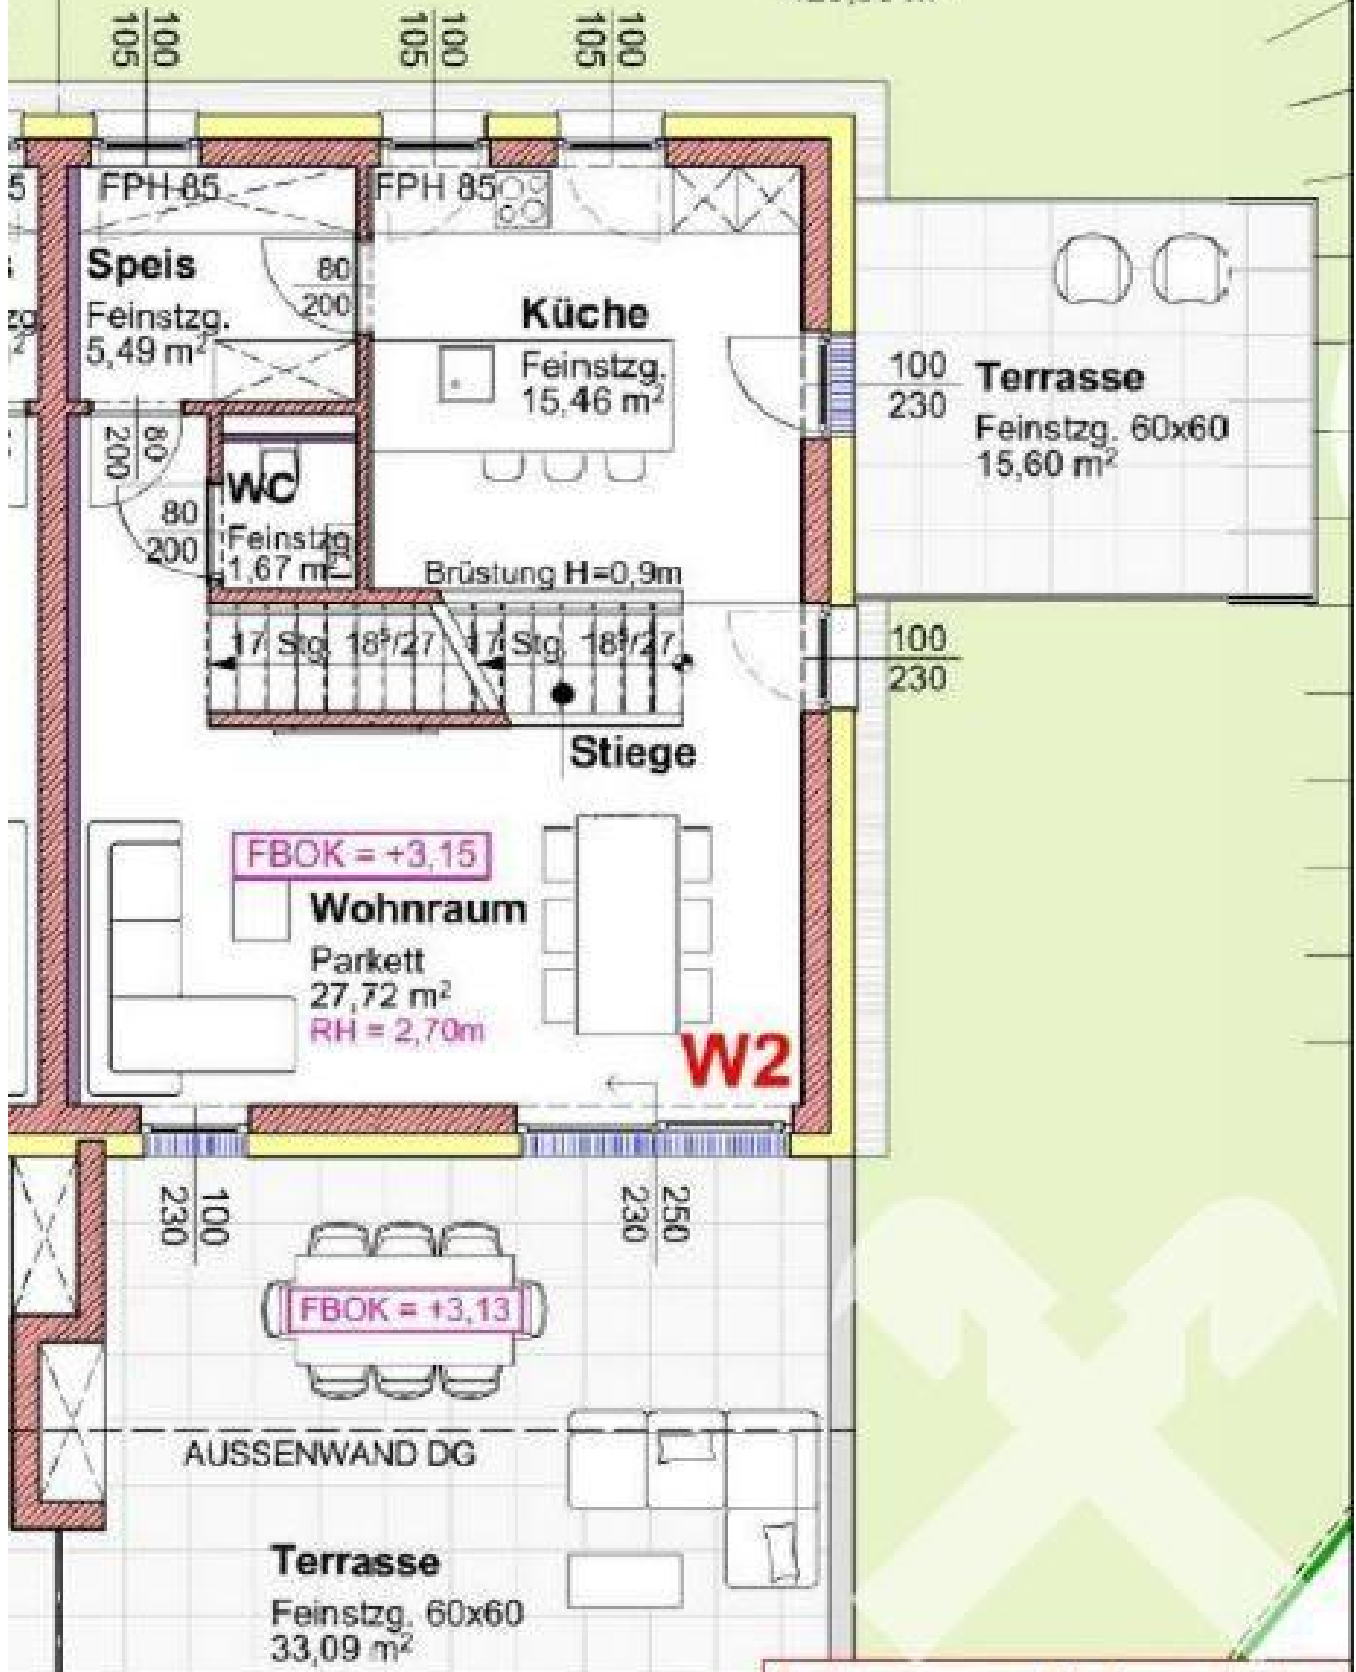 105 100
105 100
105 100
FPH 85
FPH 85
Speis
Feinstzg.
5,49 m²
80
200
Küche
Feinstzg.
15,46 m²
100
230
Terrasse
Feinstzg. 60x60
15,60 m²
200 80
80
200
WC
Feinstzg.
1,67 m²
Brüstung H=0,9m
17 Stg. 18⁵/27
17 Stg. 18⁵/27
100
230
Stiege
FBOK = +3,15
Wohnraum
Parkett
27,72 m²
RH = 2,70m
W2
230 100
230 250
FBOK = +3,13
AUSSENWAND DG
Terrasse
Feinstzg. 60x60
33,09 m²